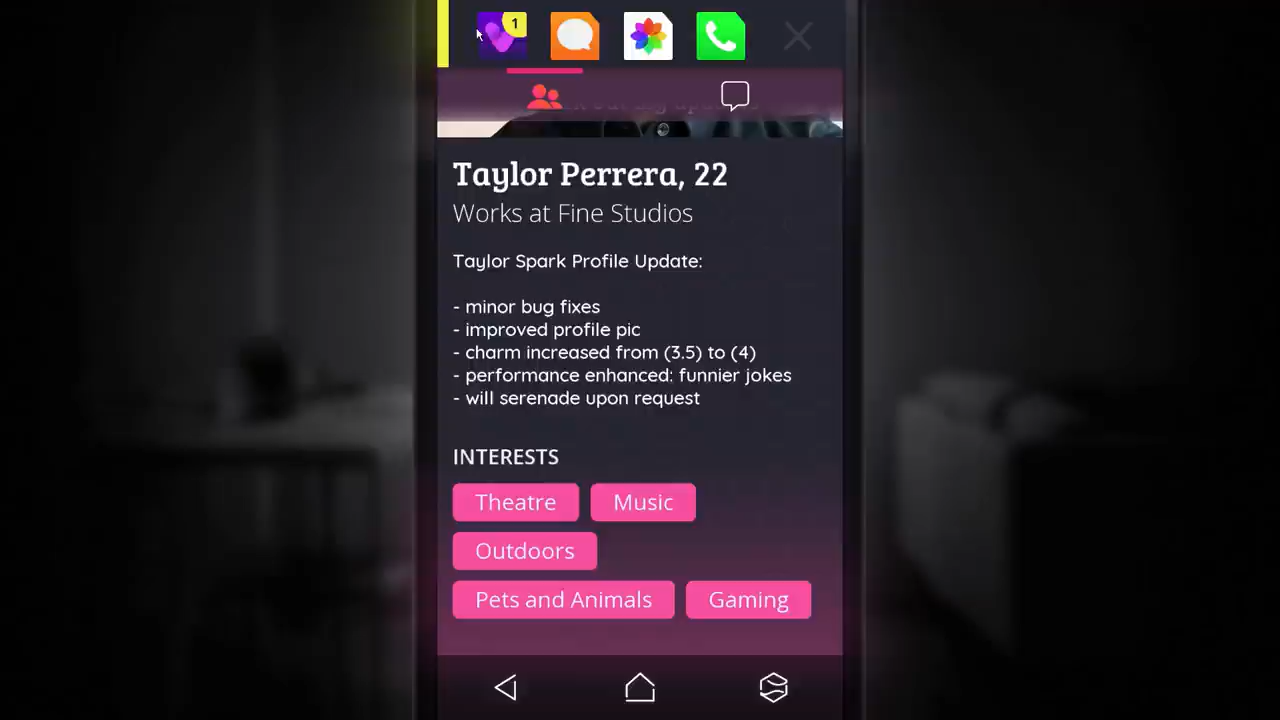 1
Taylor Perrera, 22
Works at Fine Studios
Taylor Spark Profile Update:
- minor bug fixes
- improved profile pic
- charm increased from (3.5) to (4)
- performance enhanced: funnier jokes
- will serenade upon request
INTERESTS
Theatre Music
Outdoors
Pets and Animals Gaming